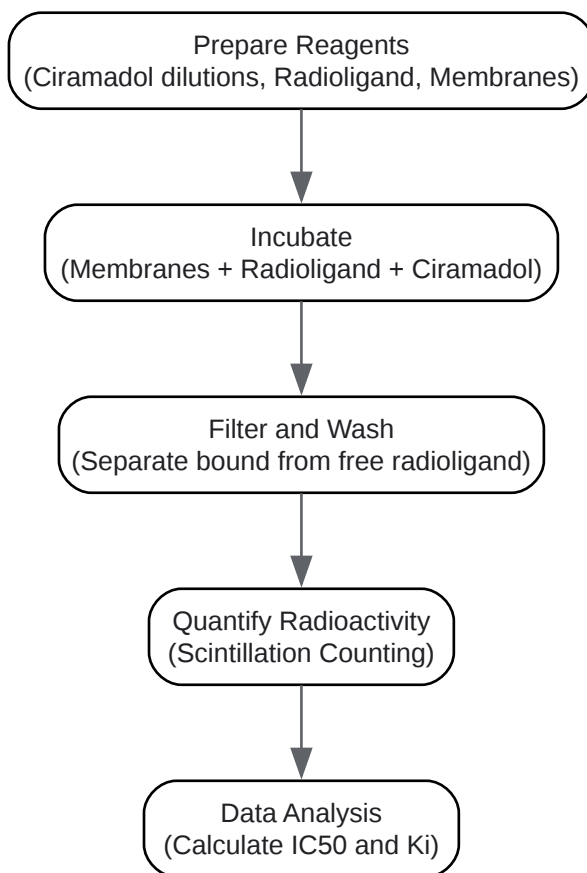 Prepare Reagents
(Ciramadol dilutions, Radioligand, Membranes)
Incubate
(Membranes + Radioligand + Ciramadol)
Filter and Wash
(Separate bound from free radioligand)
Quantify Radioactivity
(Scintillation Counting)
Data Analysis
(Calculate IC50 and Ki)